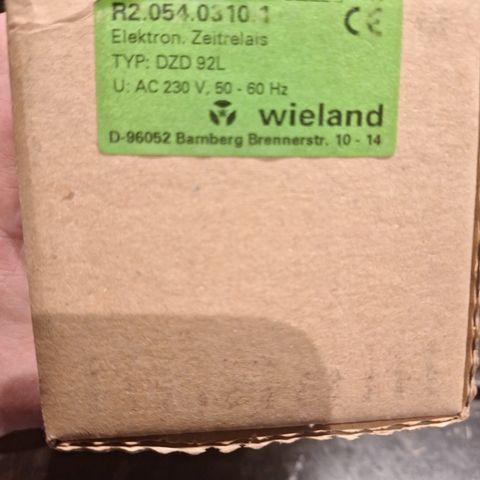 R2.054.0310.1 CE
Elektron. Zeitrelais
TYP: DZD 92L
U: AC 230 V, 50 - 60 Hz
wieland
D-96052 Bamberg Brennerstr. 10 - 14